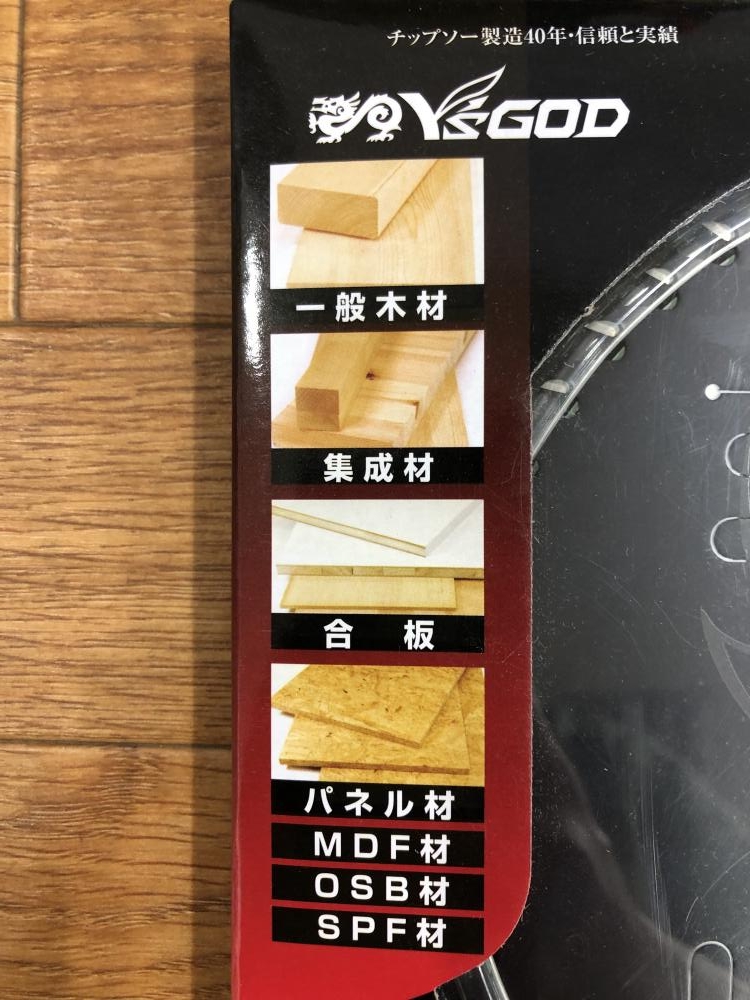 チップソー製造40年・信頼と実績
Y'SGOD
一般木材
集成材
合板
パネル材
MDF材
OSB材
SPF材